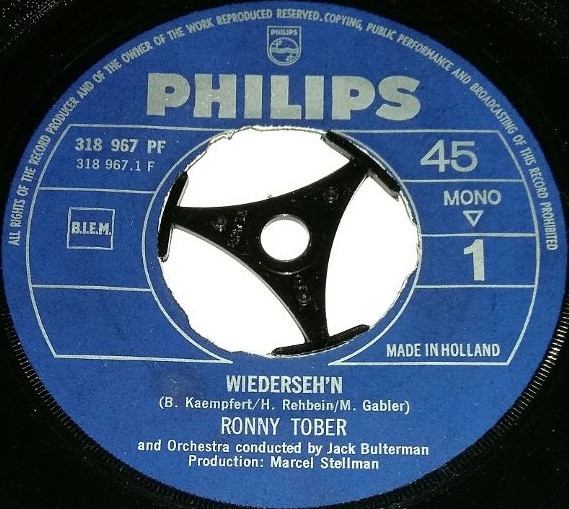 ALL RIGHTS OF THE RECORD PRODUCER AND OF THE OWNER OF THE WORK REPRODUCED RESERVED. COPYING, PUBLIC PERFORMANCE AND BROADCASTING OF THIS RECORD PROHIBITED
PHILIPS
PHILIPS
318 967 PF
318 967.1 F
45
B.I.E.M.
MONO
1
MADE IN HOLLAND
WIEDERSEH'N
(B. Kaempfert/H. Rehbein/M. Gabler)
RONNY TOBER
and Orchestra conducted by Jack Bulterman
Production: Marcel Stellman